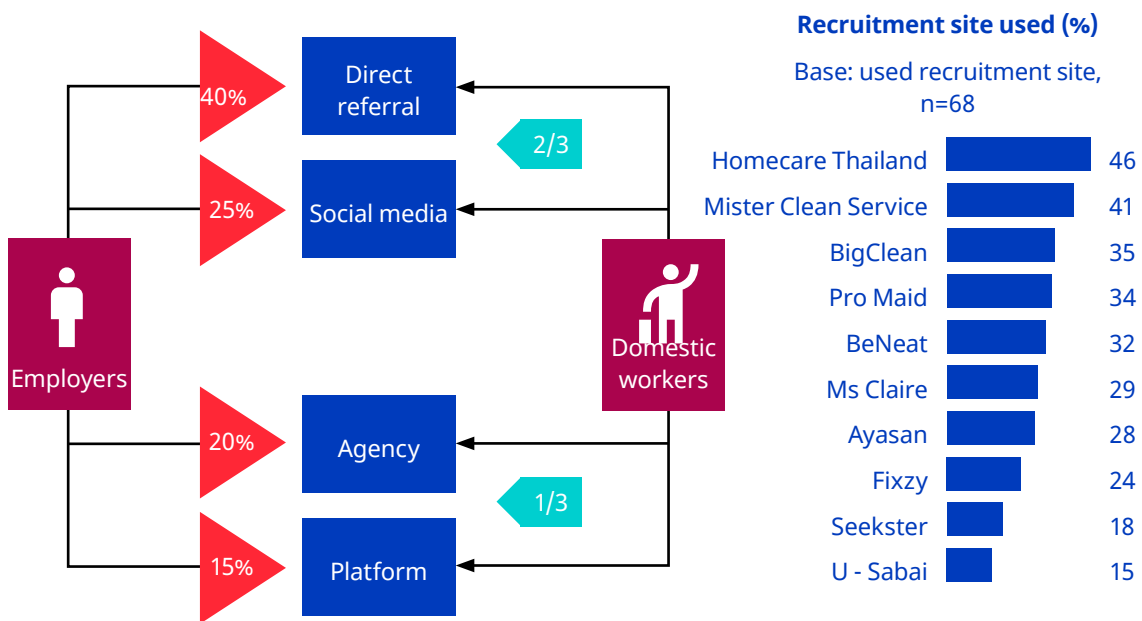 40%
Direct
referral
2/3
25%
Social media
Employers
Domestic
workers
20%
Agency
1/3
15%
Platform
Recruitment site used (%)
Base: used recruitment site,
n=68
Homecare Thailand 46
Mister Clean Service 41
BigClean 35
Pro Maid 34
BeNeat 32
Ms Claire 29
Ayasan 28
Fixzy 24
Seekster 18
U - Sabai 15